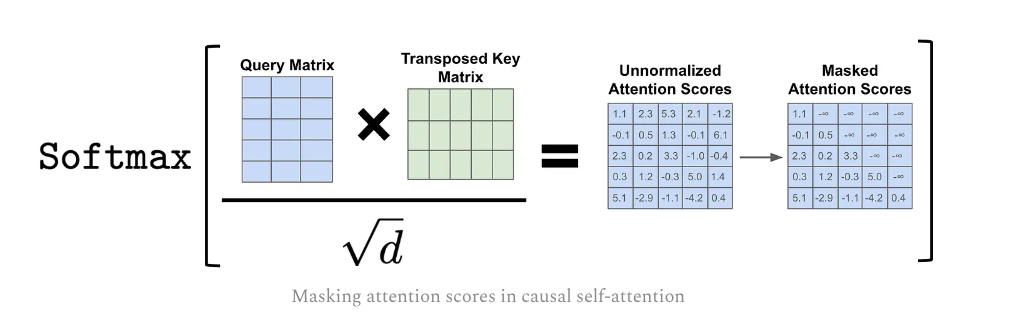 Softmax
Query Matrix
Transposed Key
Matrix
√d
Unnormalized
Attention Scores
1.1 2.3 5.3 2.1 -1.2
-0.1 0.5 1.3 -0.1 6.1
2.3 0.2 3.3 -1.0 -0.4
0.3 1.2 -0.3 5.0 1.4
5.1 -2.9 -1.1 -4.2 0.4
Masked
Attention Scores
1.1 -∞ -∞ -∞ -∞
-0.1 0.5 -∞ -∞ -∞
2.3 0.2 3.3 -∞ -∞
0.3 1.2 -0.3 5.0 -∞
5.1 -2.9 -1.1 -4.2 0.4
Masking attention scores in causal self-attention